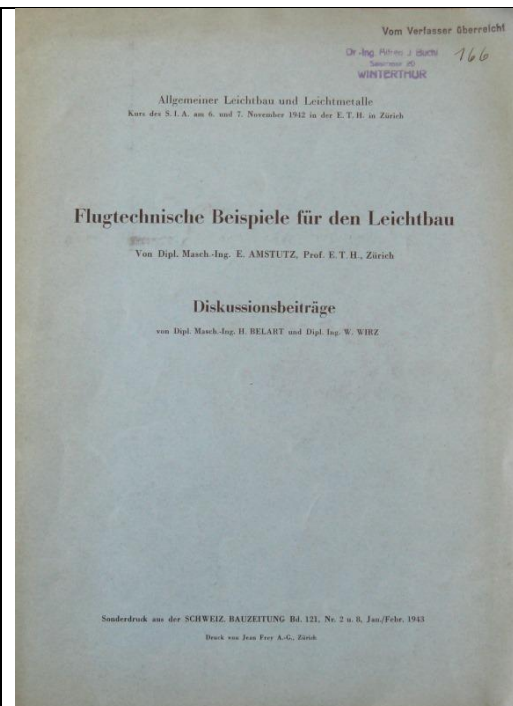 Vom Verfasser überreicht
Dr.-Ing. Alfred J. Büchi 166
WINTERTHUR
Allgemeiner Leichtbau und Leichtmetalle
Kurs des S. I. A. am 6. und 7. November 1942 in der E. T. H. in Zürich
Flugtechnische Beispiele für den Leichtbau
Von Dipl. Masch.-Ing. E. AMSTUTZ, Prof. E. T. H., Zürich
Diskussionsbeiträge
von Dipl. Masch.-Ing. H. BELART und Dipl. Ing. W. WIRZ
Sonderdruck aus der SCHWEIZ. BAUZEITUNG Bd. 121, Nr. 2 u. 8, Jan./Febr. 1943
Druck von Jean Frey A.-G., Zürich